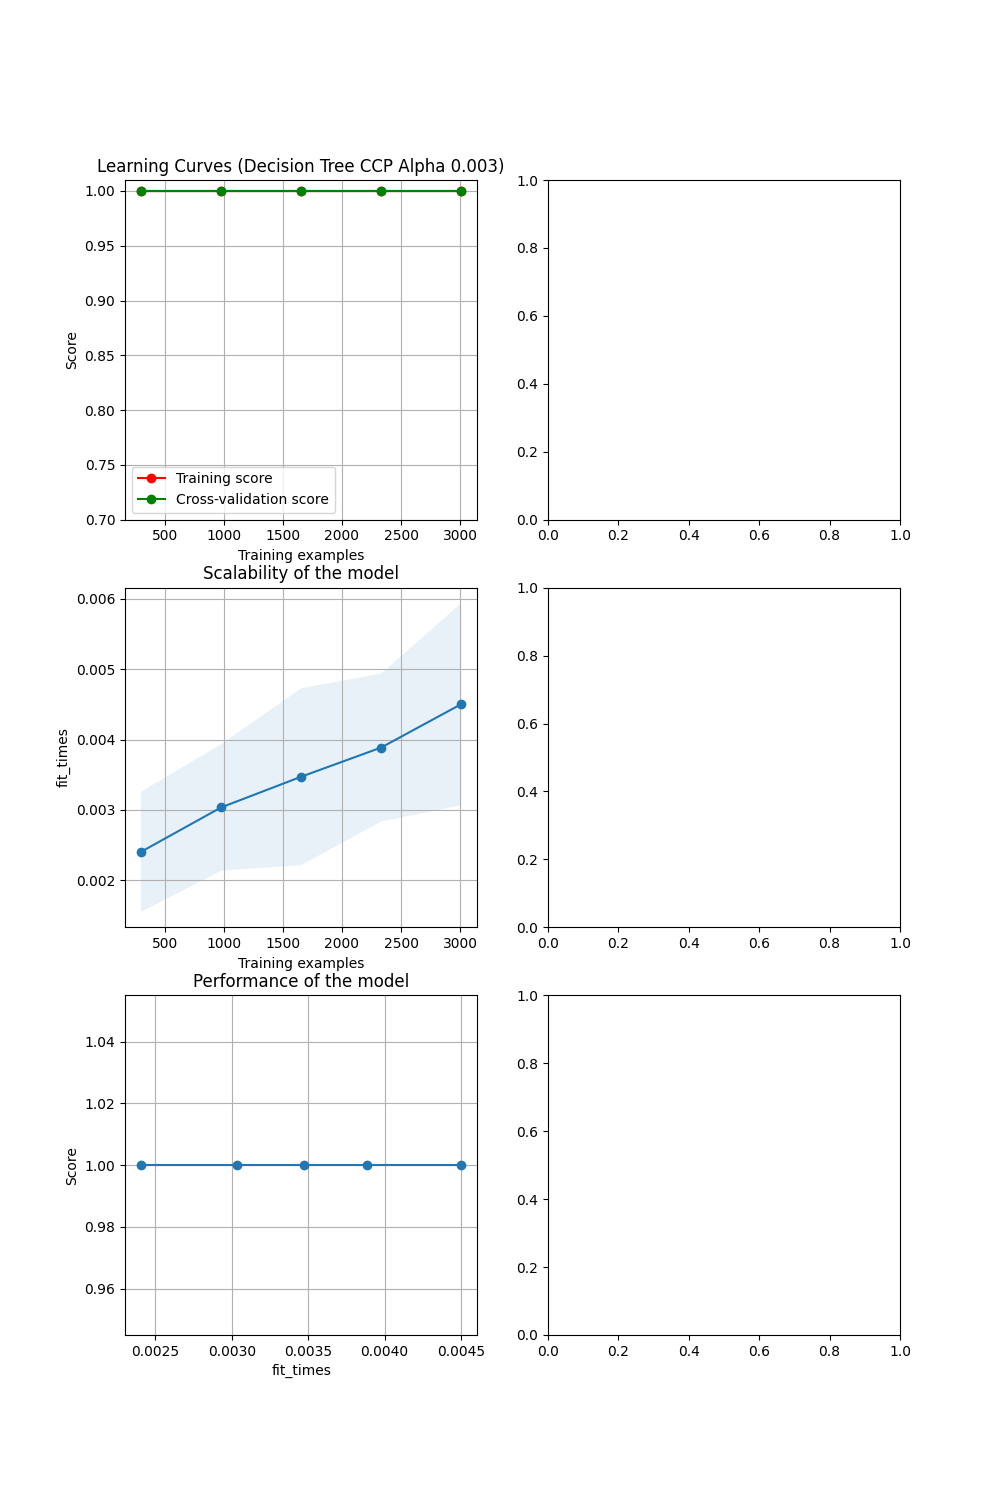 Learning Curves (Decision Tree CCP Alpha 0.003)
1.00
0.95
0.90
0.85
0.80
0.75
0.70
Score
Training score
Cross-validation score
500 1000 1500 2000 2500 3000
Training examples
1.0
0.8
0.6
0.4
0.2
0.0
0.0 0.2 0.4 0.6 0.8 1.0
Scalability of the model
0.006
0.005
0.004
0.003
0.002
fit_times
500 1000 1500 2000 2500 3000
Training examples
1.0
0.8
0.6
0.4
0.2
0.0
0.0 0.2 0.4 0.6 0.8 1.0
Performance of the model
1.04
1.02
1.00
0.98
0.96
Score
0.0025 0.0030 0.0035 0.0040 0.0045
fit_times
1.0
0.8
0.6
0.4
0.2
0.0
0.0 0.2 0.4 0.6 0.8 1.0